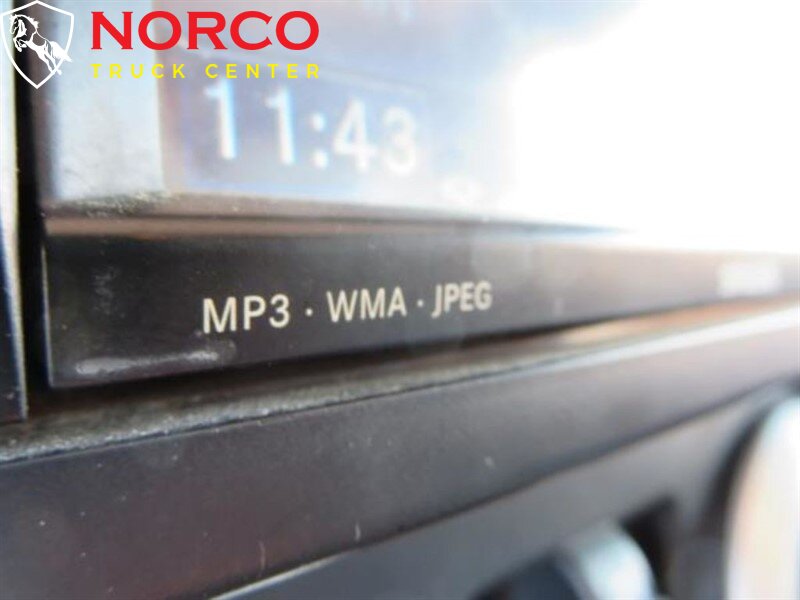 NORCO
TRUCK CENTER
11:43
MP3 · WMA · JPEG